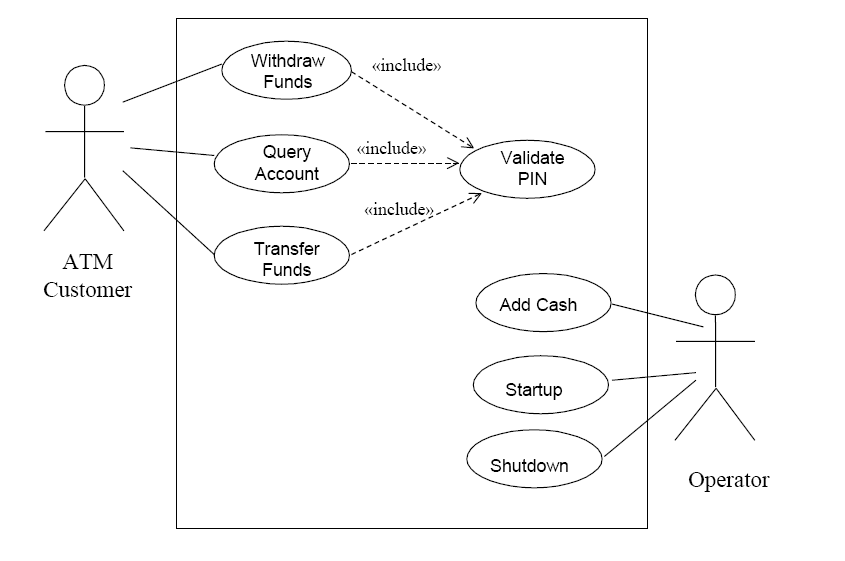 Withdraw
Funds
«include»
Query
Account
«include»
Validate
PIN
«include»
Transfer
Funds
ATM
Customer
Add Cash
Startup
Shutdown
Operator